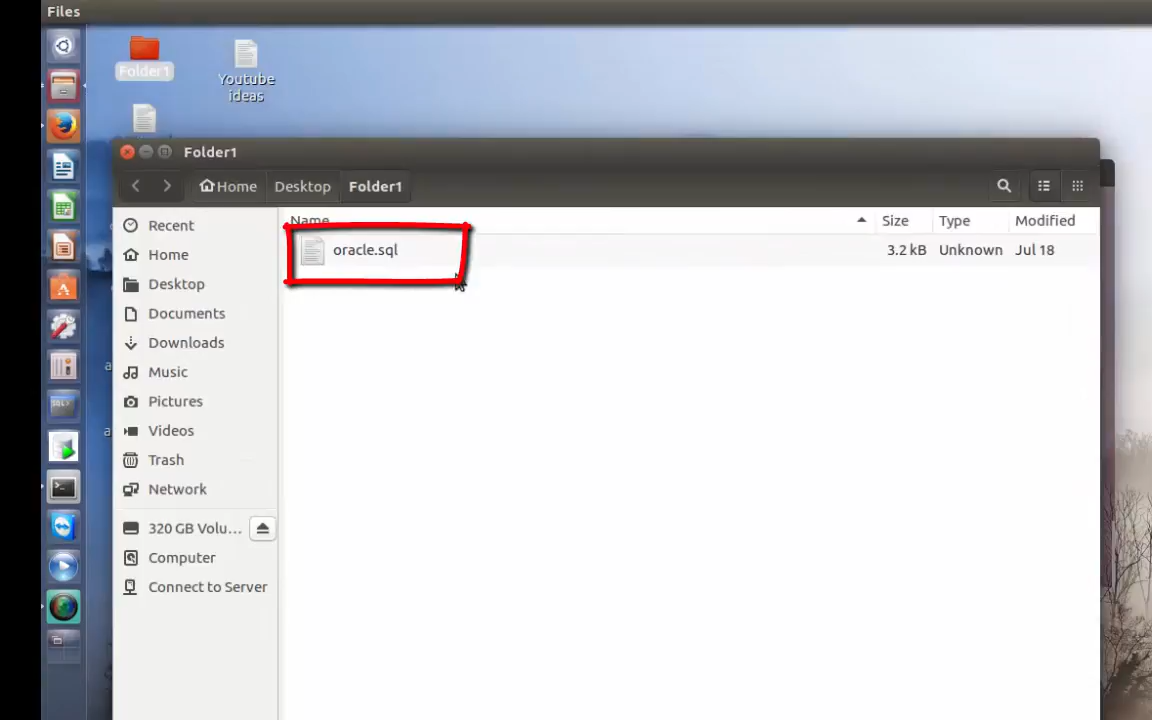 Files
Folder1
Youtube
ideas
Folder1
Home
Desktop
Folder1
Name
Size
Type
Modified
oracle.sql
3.2 kB
Unknown
Jul 18
Recent
Home
Desktop
Documents
Downloads
Music
Pictures
Videos
Trash
Network
320 GB Volu...
Computer
Connect to Server
a
a